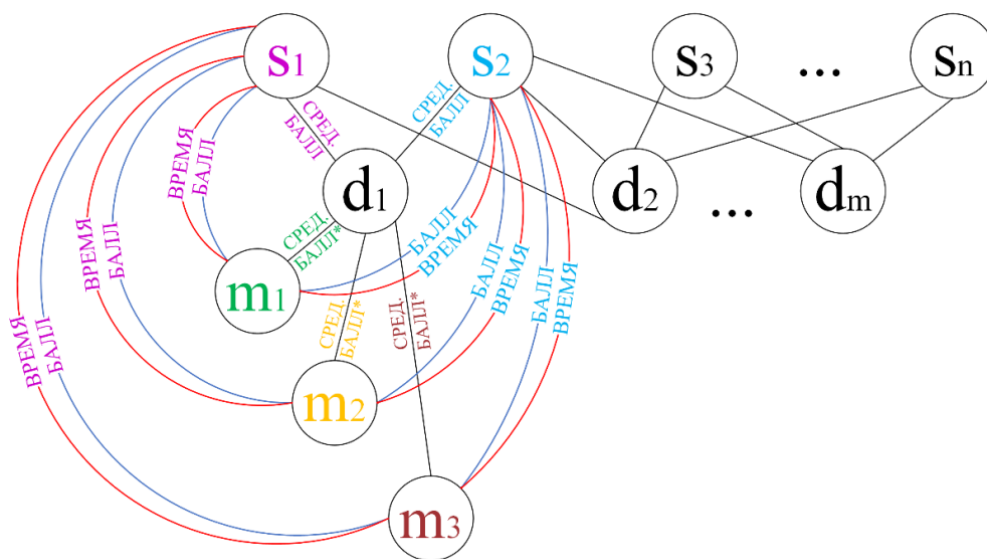 s1
s2
s3
...
sn
СРЕД.
БАЛЛ
СРЕД.
БАЛЛ
ВРЕМЯ
БАЛЛ
d1
d2
...
dm
СРЕД.
БАЛЛ*
БАЛЛ
ВРЕМЯ
ВРЕМЯ
БАЛЛ
m1
СРЕД.
БАЛЛ*
СРЕД.
БАЛЛ*
БАЛЛ
ВРЕМЯ
БАЛЛ
ВРЕМЯ
ВРЕМЯ
БАЛЛ
m2
m3